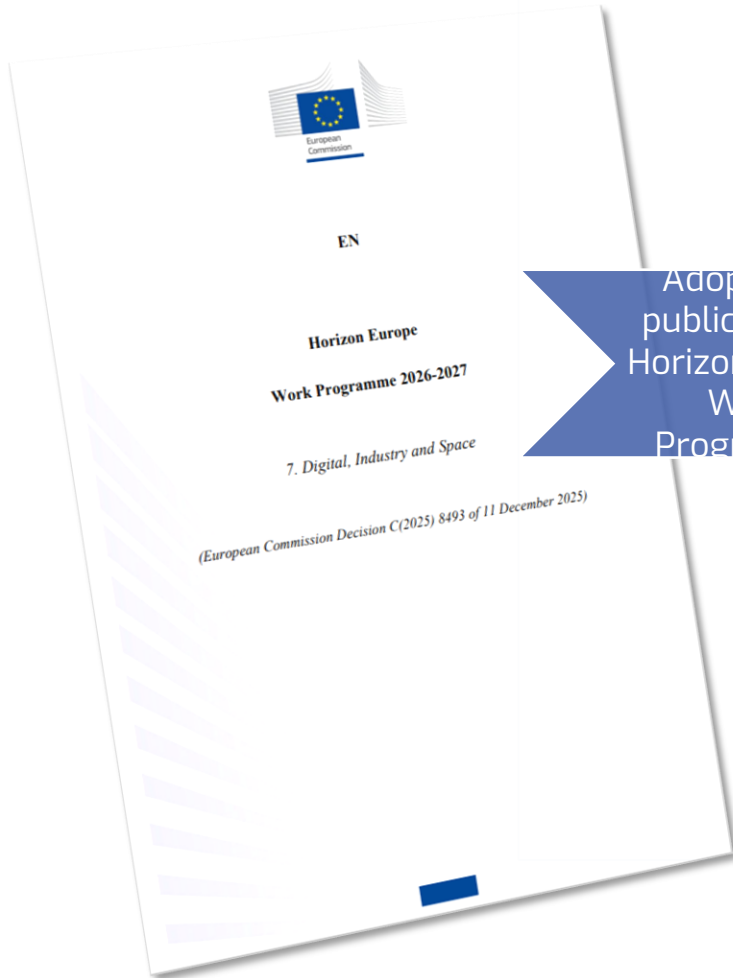 European
Commission
EN
Horizon Europe
Work Programme 2026-2027
7. Digital, Industry and Space
(European Commission Decision C(2025) 8493 of 11 December 2025)
Horizon